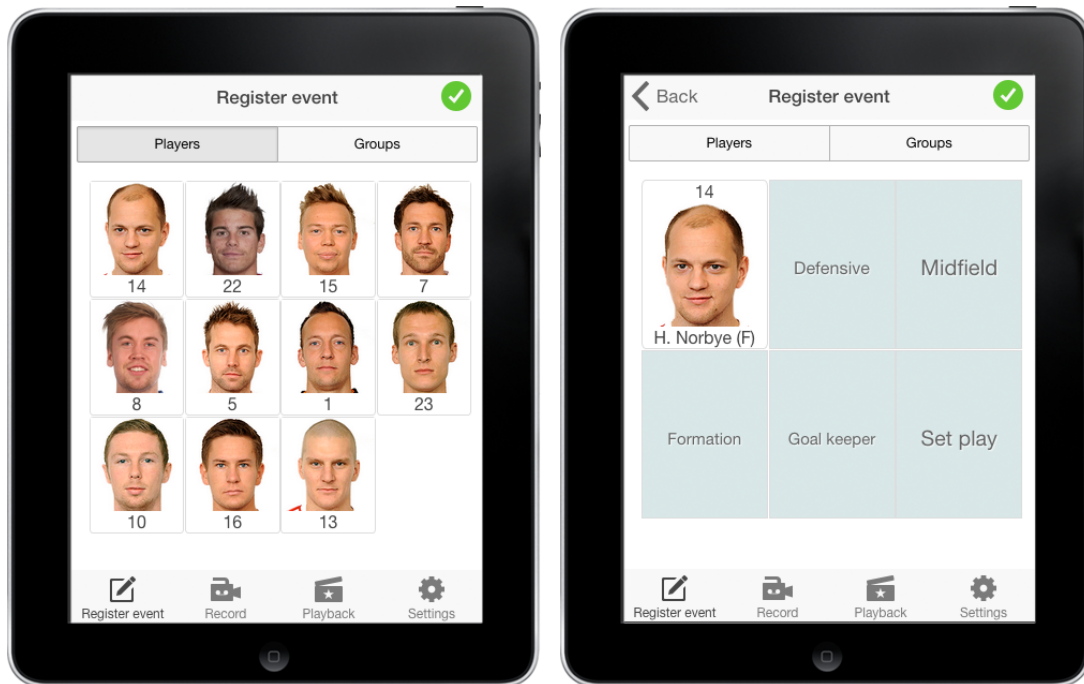 Register event
Players Groups
14 22 15 7
8 5 1 23
10 16 13
Register event Record Playback Settings
Back Register event
Players Groups
14
Defensive Midfield
H. Norbye (F)
Formation Goal keeper Set play
Register event Record Playback Settings